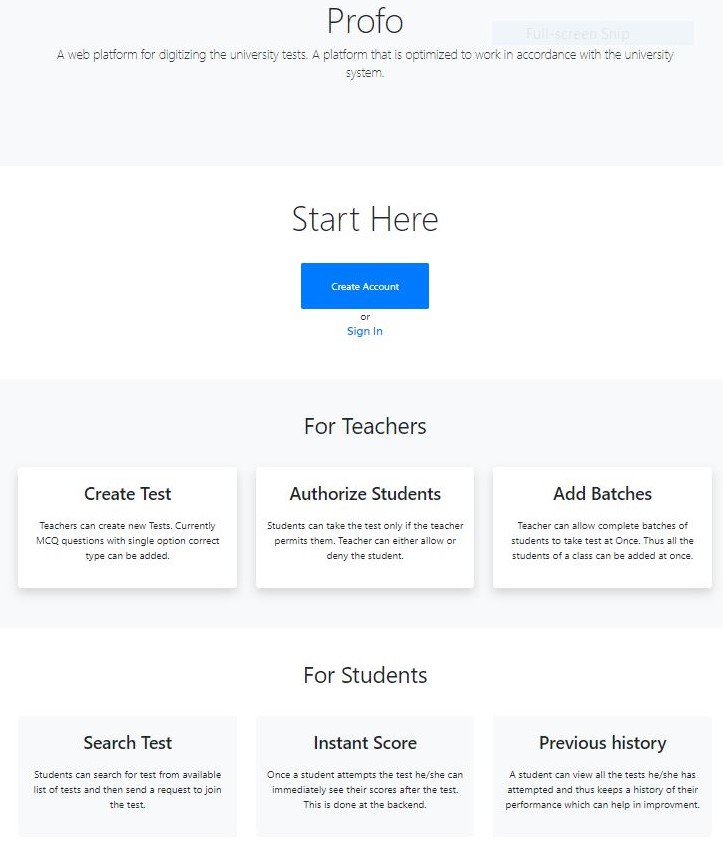 Profo
Full-screen Snip
A web platform for digitizing the university tests. A platform that is optimized to work in accordance with the university
system.
Start Here
Create Account
or
Sign In
For Teachers
Create Test
Teachers can create new Tests. Currently
MCQ questions with single option correct
type can be added.
Authorize Students
Students can take the test only if the teacher
permits them. Teacher can either allow or
deny the student.
Add Batches
Teacher can allow complete batches of
students to take test at Once. Thus all the
students of a class can be added at once.
For Students
Search Test
Students can search for test from available
list of tests and then send a request to join
the test.
Instant Score
Once a student attempts the test he/she can
immediately see their scores after the test.
This is done at the backend.
Previous history
A student can view all the tests he/she has
attempted and thus keeps a history of their
performance which can help in improvment.